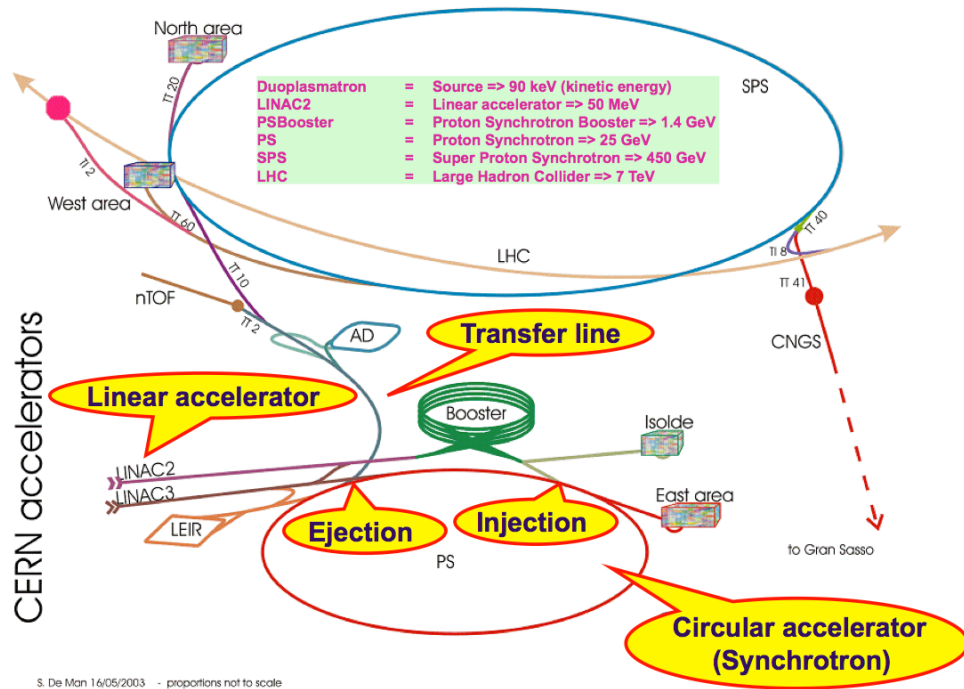 North area
TT 20
SPS
Duoplasmatron = Source => 90 keV (kinetic energy)
LINAC2 = Linear accelerator => 50 MeV
PSBooster = Proton Synchrotron Booster => 1.4 GeV
PS = Proton Synchrotron => 25 GeV
SPS = Super Proton Synchrotron => 450 GeV
LHC = Large Hadron Collider => 7 TeV
TI 2
West area
TT 60
TT 40
LHC
TI 8
TT 10
TT 41
nTOF
TT 2
AD
Transfer line
CNGS
Linear accelerator
Booster
Isolde
LINAC2
LINAC3
East area
LEIR
Ejection
Injection
PS
to Gran Sasso
CERN accelerators
Circular accelerator
(Synchrotron)
S. De Man 16/05/2003 - proportions not to scale